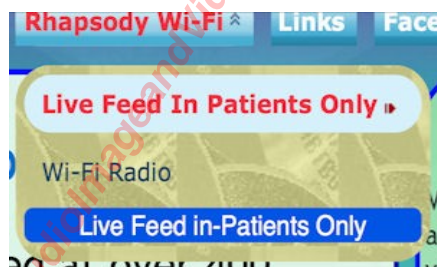 Rhapsody Wi-Fi Links Face
Live Feed In Patients Only
Wi-Fi Radio
Live Feed in-Patients Only